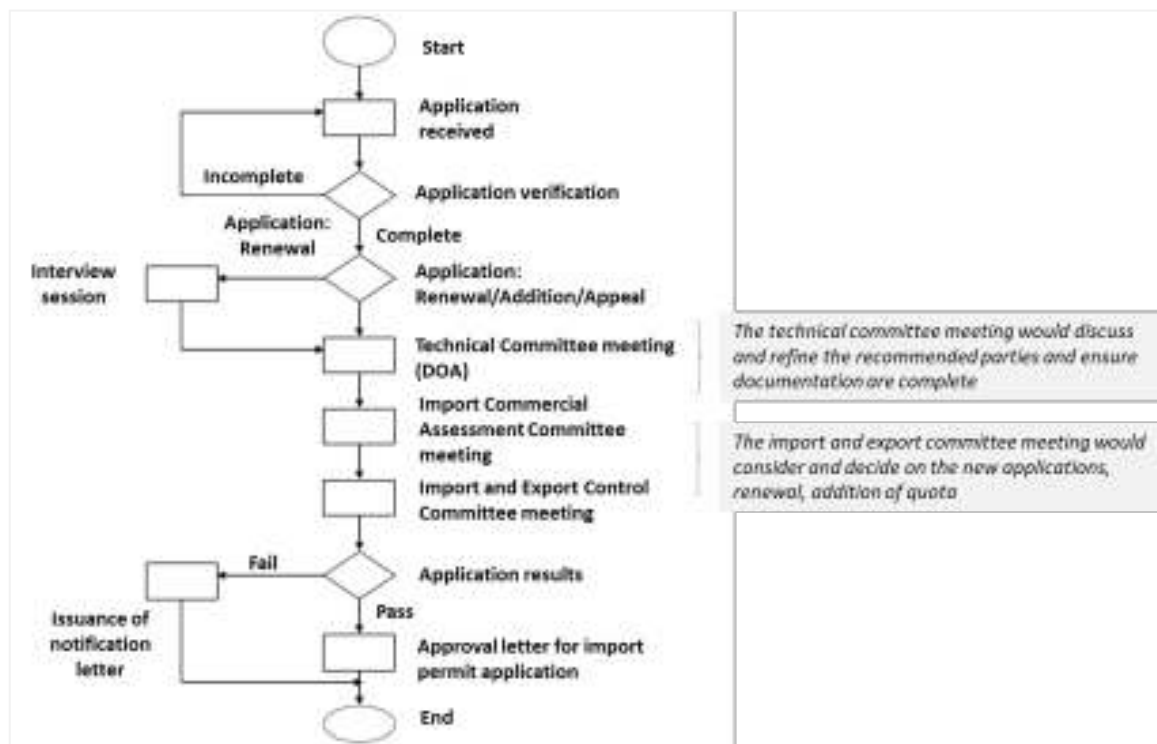 Start
Application
received
Incomplete
Application verification
Application:
Renewal
Complete
Interview
session
Application:
Renewal/Addition/Appeal
Technical Committee meeting
(DOA)
The technical committee meeting would discuss
and refine the recommended parties and ensure
documentation are complete
Import Commercial
Assessment Committee
meeting
The import and export committee meeting would
consider and decide on the new applications,
renewal, addition of quota
Import and Export Control
Committee meeting
Fail
Application results
Pass
Issuance of
notification
letter
Approval letter for import
permit application
End